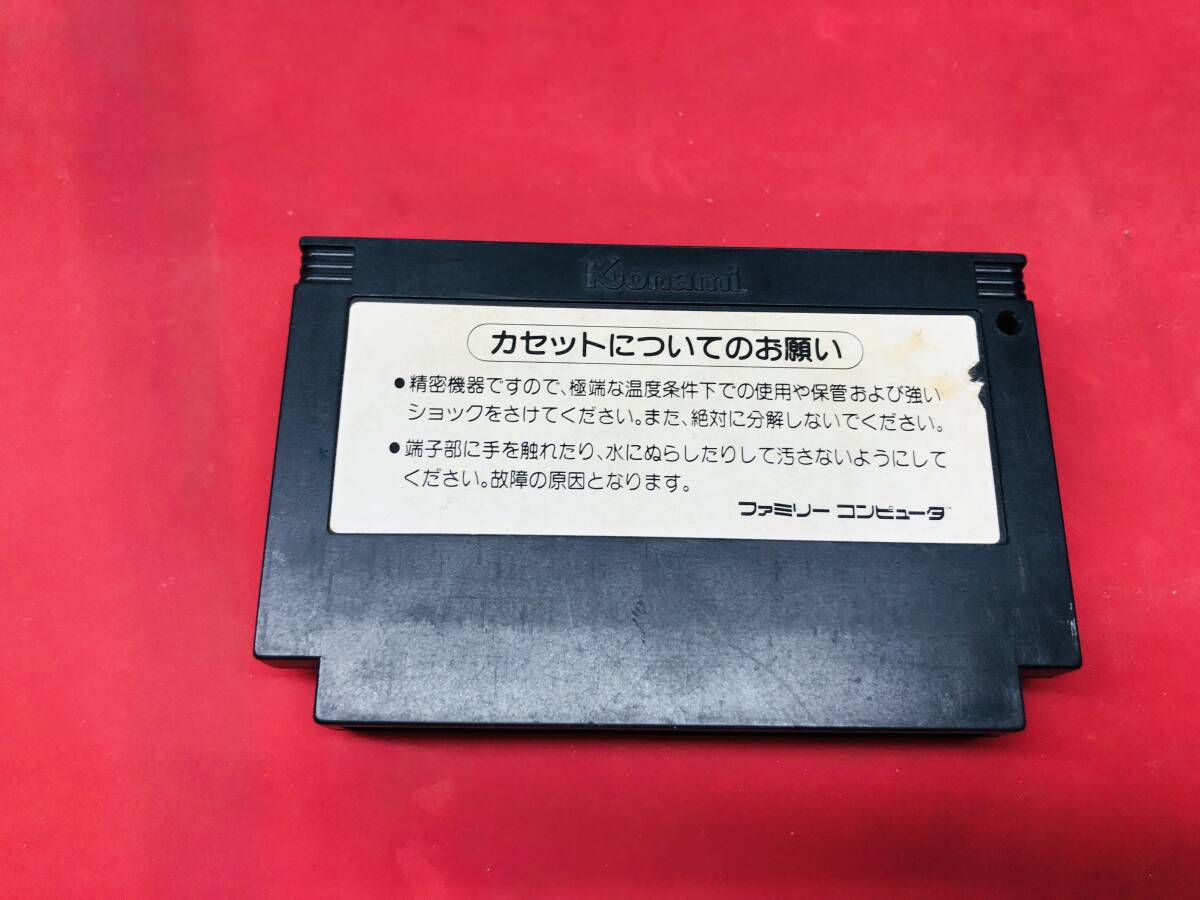 Konami
カセットについてのお願い
●精密機器ですので、極端な温度条件下での使用や保管および強い
ショックをさけてください。また、絶対に分解しないでください。
●端子部に手を触れたり、水にぬらしたりして汚さないようにして
ください。故障の原因となります。
ファミリー コンピュータ™